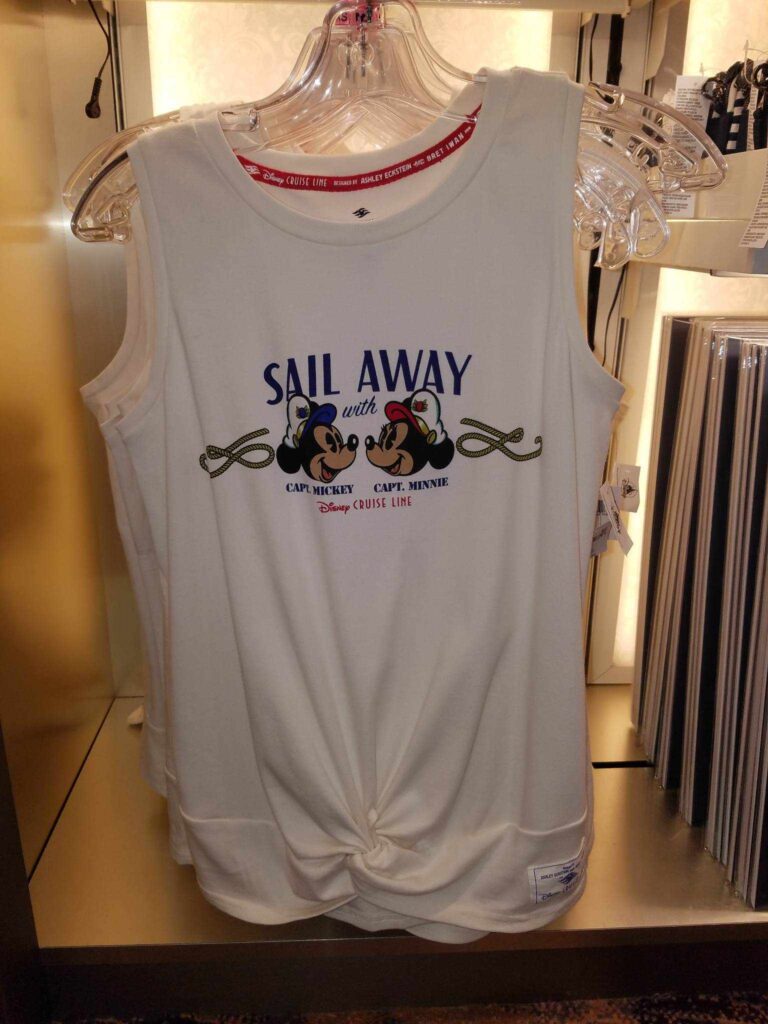 Disney CRUISE LINE DESIGNED BY ASHLEY ECKSTEIN AND BRET IWAN
SAIL AWAY
with
CAPT. MICKEY CAPT. MINNIE
Disney CRUISE LINE